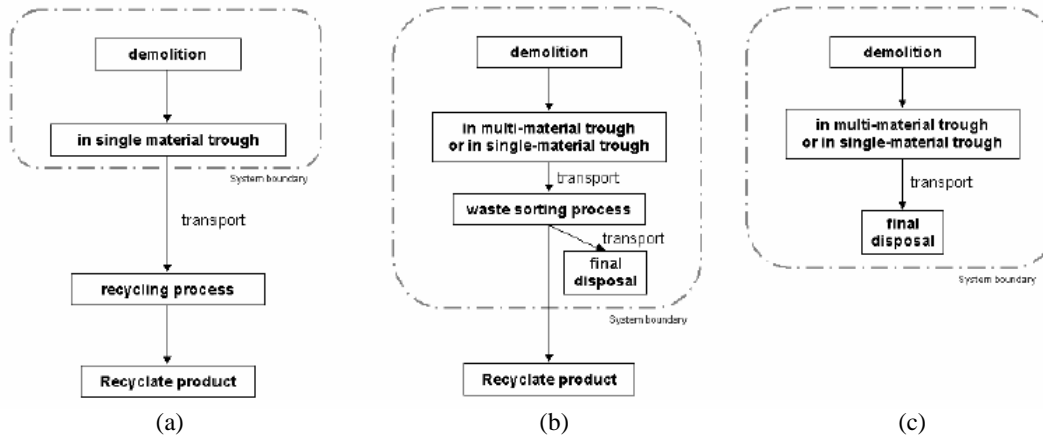 demolition
in single material trough
System boundary
transport
recycling process
Recyclate product
(a)
demolition
in multi-material trough
or in single-material trough
transport
waste sorting process
transport
final
disposal
System boundary
Recyclate product
(b)
demolition
in multi-material trough
or in single-material trough
transport
final
disposal
System boundary
(c)